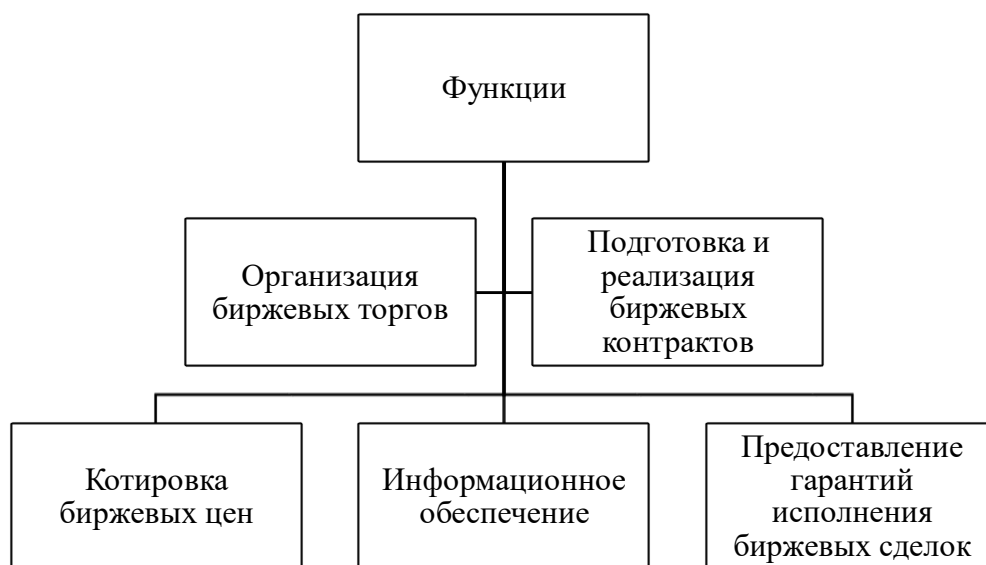 Функции
Организация
биржевых торгов
Подготовка и
реализация
биржевых
контрактов
Котировка
биржевых цен
Информационное
обеспечение
Предоставление
гарантий
исполнения
биржевых сделок